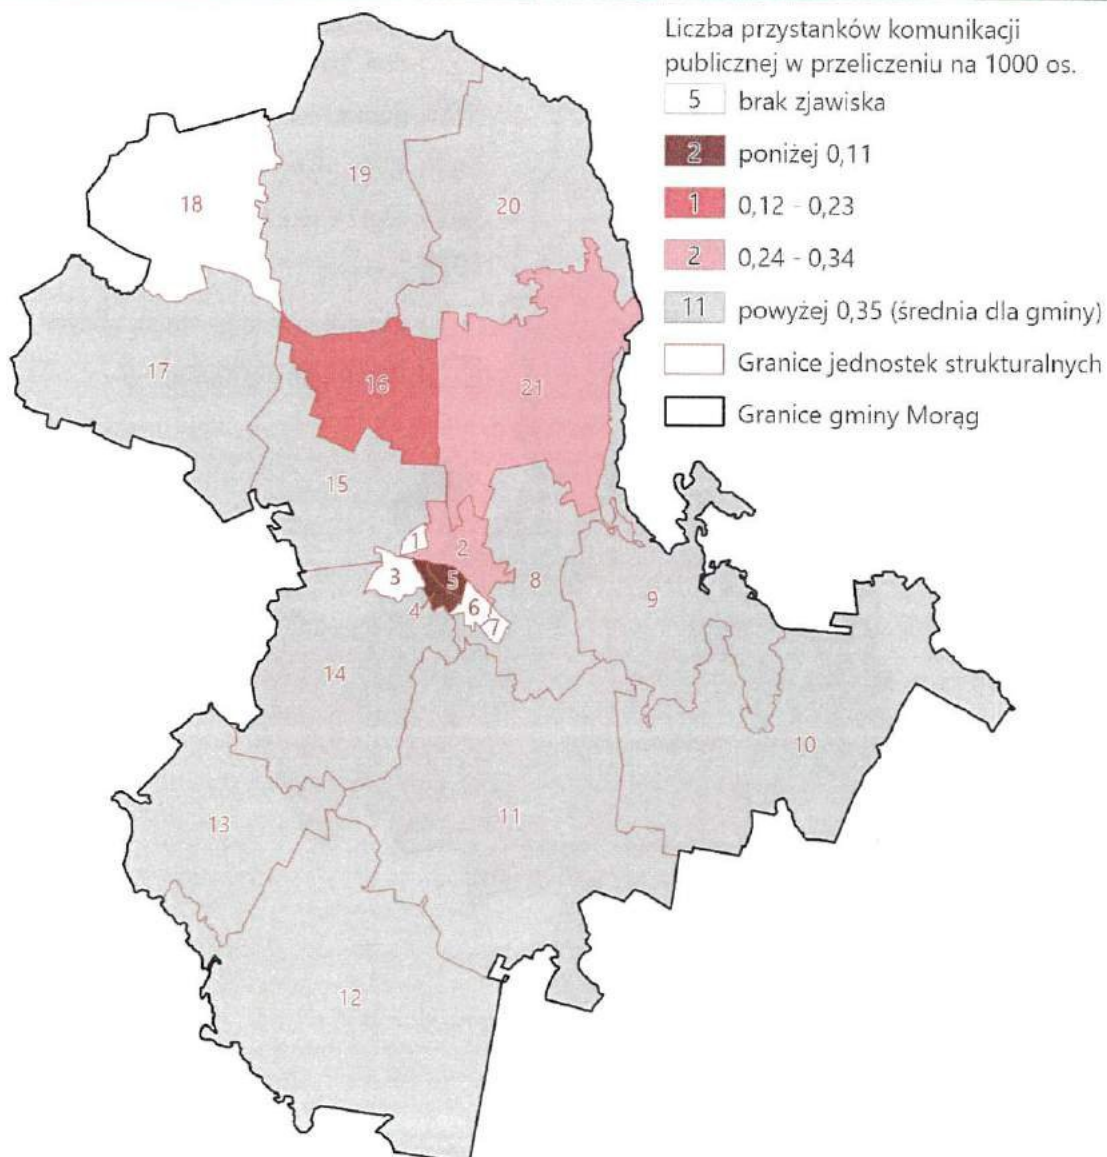 Liczba przystanków komunikacji
publicznej w przeliczeniu na 1000 os.
5 brak zjawiska
2 poniżej 0,11
1 0,12 - 0,23
2 0,24 - 0,34
11 powyżej 0,35 (średnia dla gminy)
Granice jednostek strukturalnych
Granice gminy Morąg
19
18
20
17
16
21
15
1
2
3
5
8
4
6
9
7
14
10
13
11
12